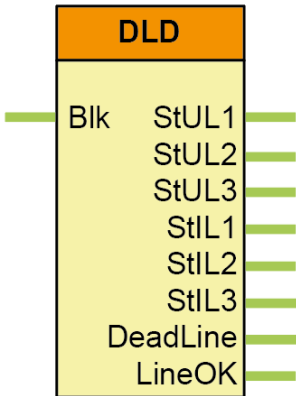 DLD
Blk StUL1
StUL2
StUL3
StIL1
StIL2
StIL3
DeadLine
LineOK